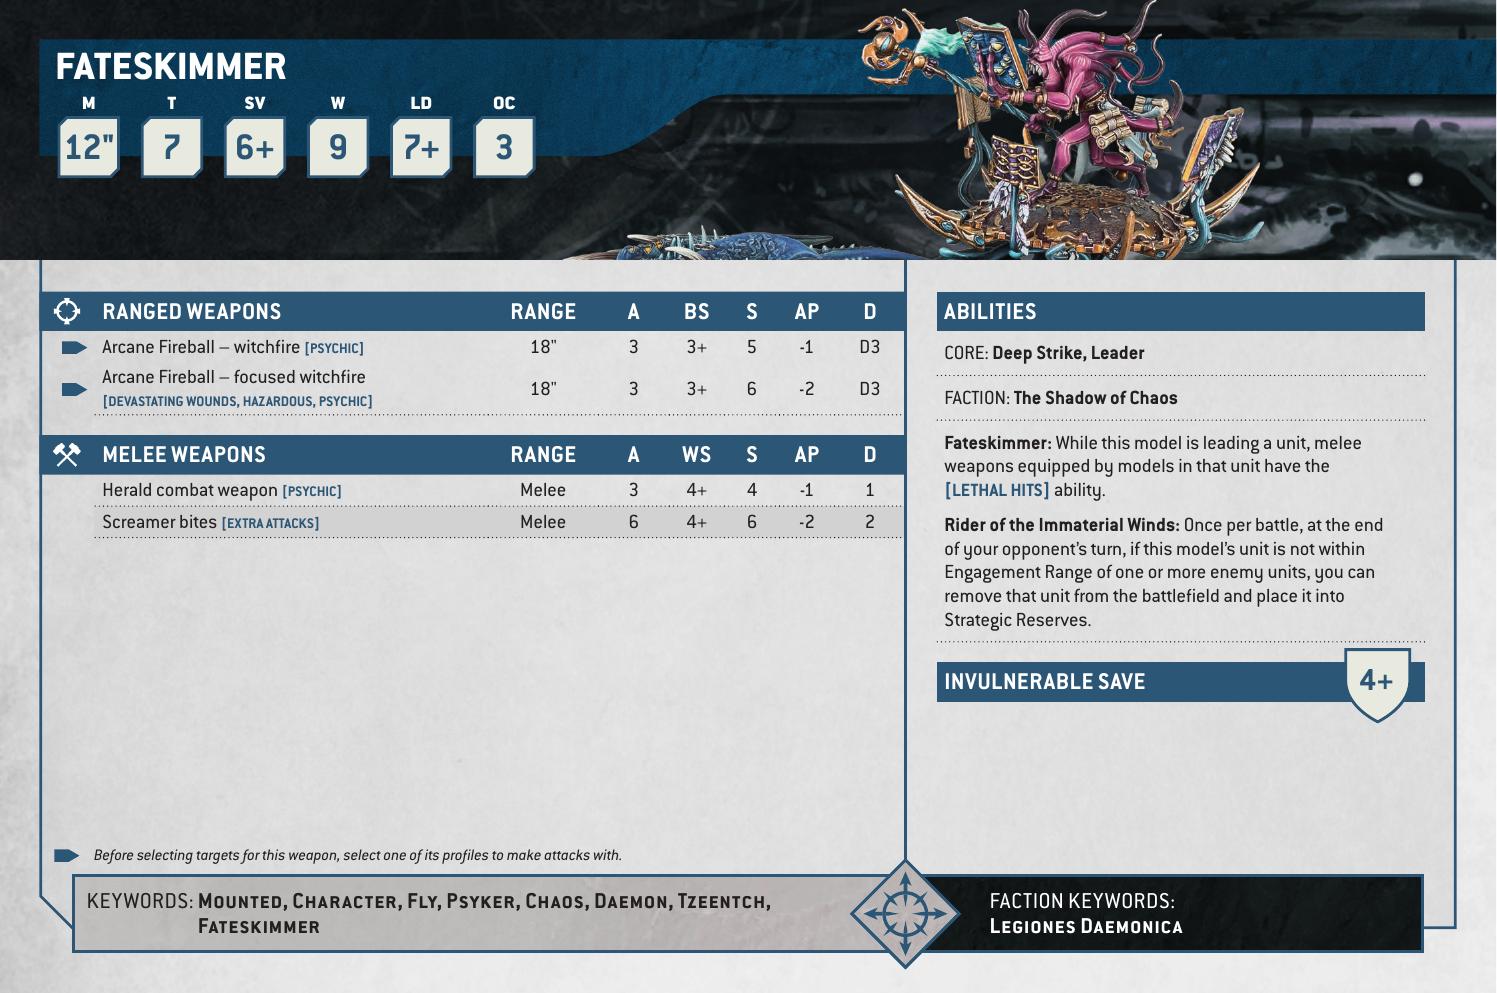 FATESKIMMER
M T SV W LD OC
12" 7 6+ 9 7+ 3
RANGED WEAPONS RANGE A BS S AP D
Arcane Fireball – witchfire [PSYCHIC] 18" 3 3+ 5 -1 D3
Arcane Fireball – focused witchfire
[DEVASTATING WOUNDS, HAZARDOUS, PSYCHIC] 18" 3 3+ 6 -2 D3
MELEE WEAPONS RANGE A WS S AP D
Herald combat weapon [PSYCHIC] Melee 3 4+ 4 -1 1
Screamer bites [EXTRA ATTACKS] Melee 6 4+ 6 -2 2
Before selecting targets for this weapon, select one of its profiles to make attacks with.
ABILITIES
CORE: Deep Strike, Leader
FACTION: The Shadow of Chaos
Fateskimmer: While this model is leading a unit, melee
weapons equipped by models in that unit have the
[LETHAL HITS] ability.
Rider of the Immaterial Winds: Once per battle, at the end
of your opponent's turn, if this model's unit is not within
Engagement Range of one or more enemy units, you can
remove that unit from the battlefield and place it into
Strategic Reserves.
INVULNERABLE SAVE 4+
KEYWORDS: MOUNTED, CHARACTER, FLY, PSYKER, CHAOS, DAEMON, TZEENTCH,
FATESKIMMER
FACTION KEYWORDS:
LEGIONES DAEMONICA